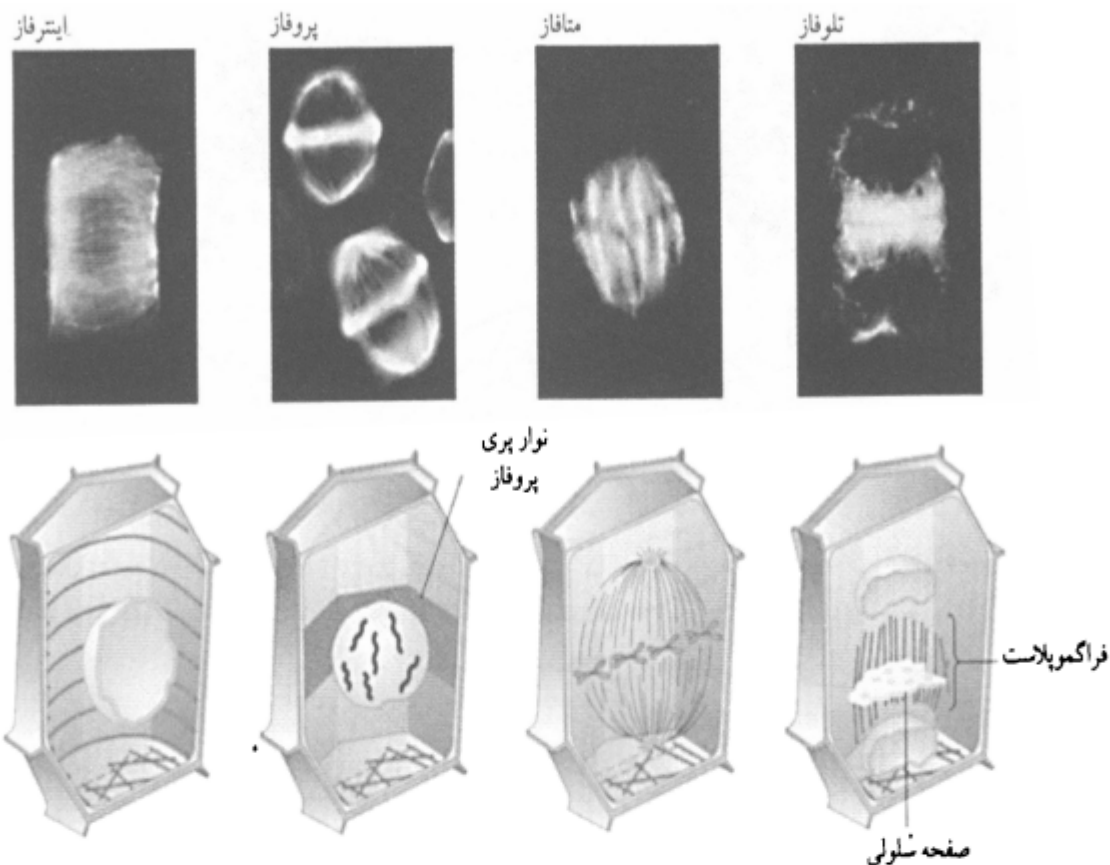 اینترفاز
پروفاز
متافاز
تلوفاز
نوار پری
پروفاز
فراگموپلاست
صفحه سلولی